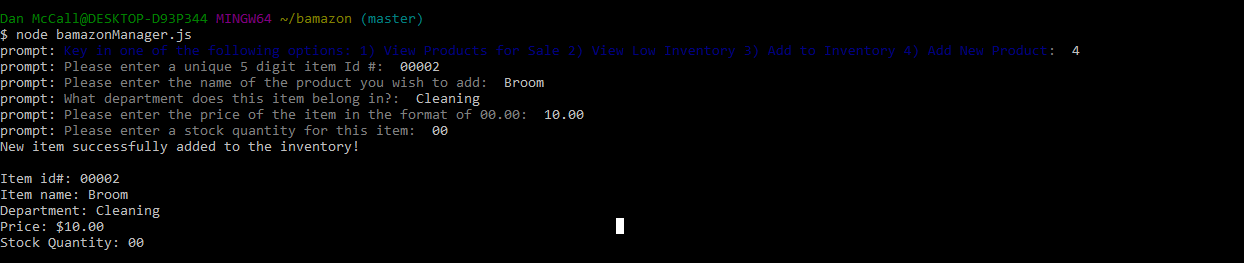 Dan McCall@DESKTOP-D93P344 MINGW64 ~/bamazon (master)
$ node bamazonManager.js
prompt: Key in one of the following options: 1) View Products for Sale 2) View Low Inventory 3) Add to Inventory 4) Add New Product:  4
prompt: Please enter a unique 5 digit item Id #:  00002
prompt: Please enter the name of the product you wish to add:  Broom
prompt: What department does this item belong in?:  Cleaning
prompt: Please enter the price of the item in the format of 00.00:  10.00
prompt: Please enter a stock quantity for this item:  00
New item successfully added to the inventory!
Item id#: 00002
Item name: Broom
Department: Cleaning
Price: $10.00
Stock Quantity: 00